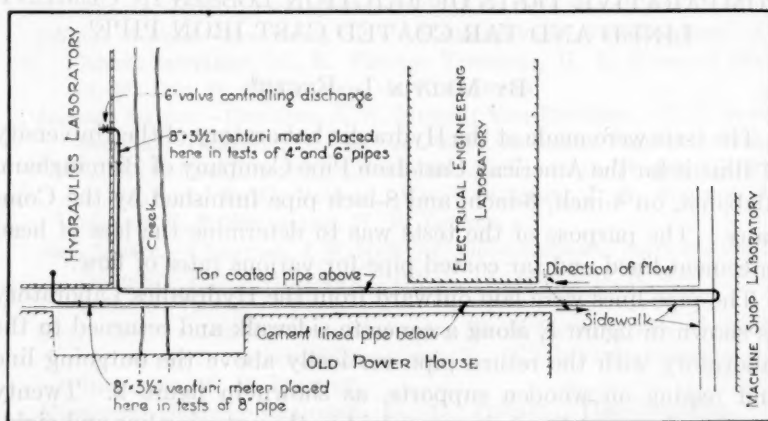 HYDRAULICS LABORATORY
6" valve controlling discharge
8"-3½" venturi meter placed
here in tests of 4" and 6" pipes
Creek
ELECTRICAL ENGINEERING
LABORATORY
Tar coated pipe above
Direction of flow
Cement lined pipe below
Sidewalk
OLD POWER HOUSE
8"-3½" venturi meter placed
here in tests of 8" pipe
MACHINE SHOP LABORATORY